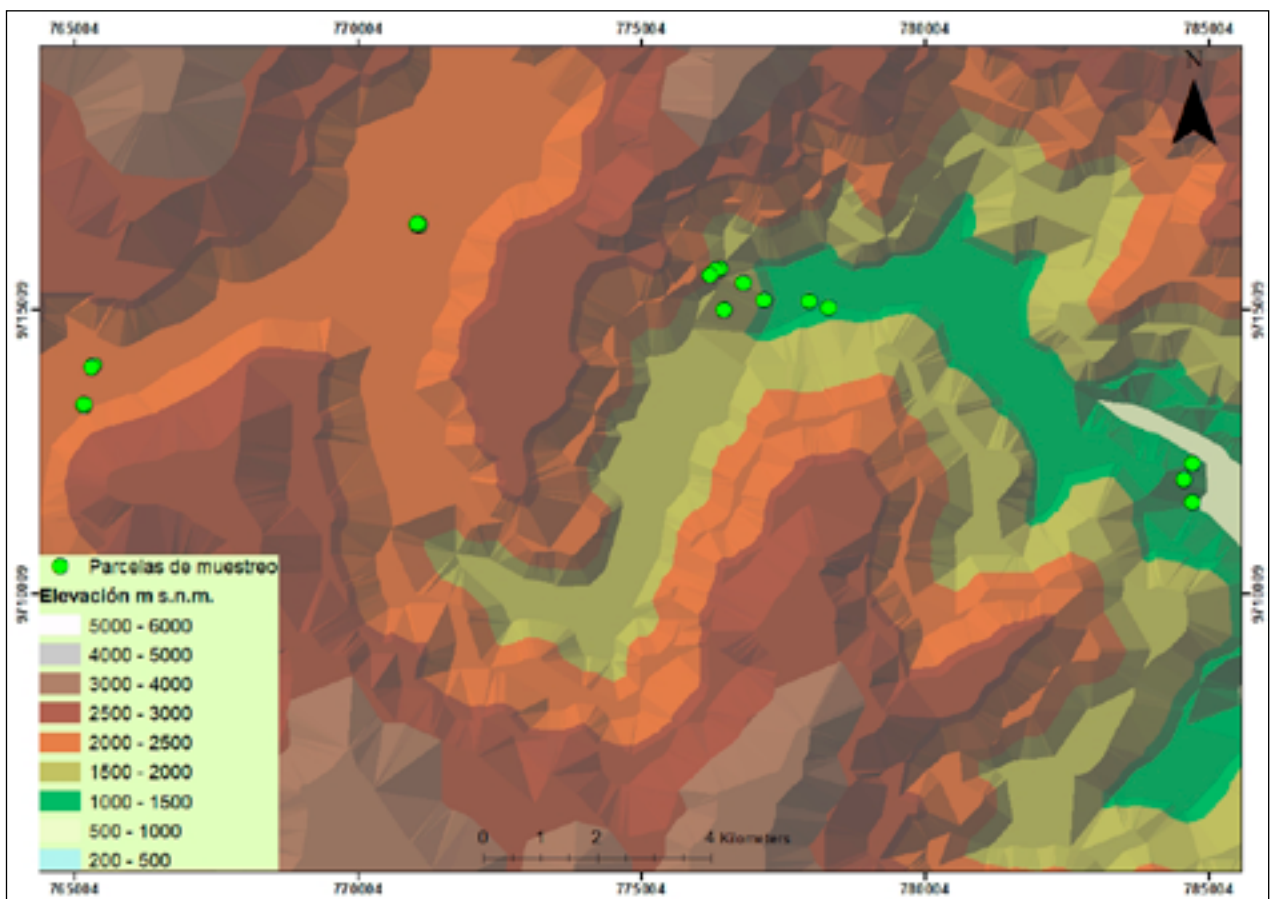 765004 770004 775004 780004 785004
N
9715009 9715009
9710009 9710009
Parcelas de muestreo
Elevación m s.n.m.
5000 - 6000
4000 - 5000
3000 - 4000
2500 - 3000
2000 - 2500
1500 - 2000
1000 - 1500
500 - 1000
200 - 500
0 1 2 4 Kilometers
765004 770004 775004 780004 785004